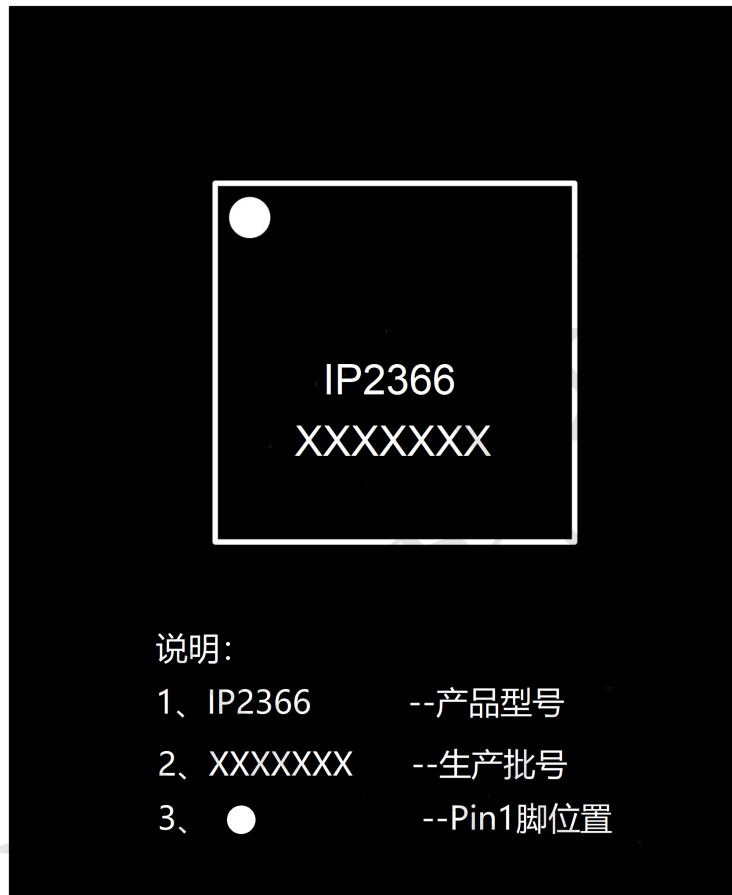 IP2366
XXXXXXX
说明：
1、IP2366 --产品型号
2、XXXXXXX --生产批号
3、 ● --Pin1脚位置